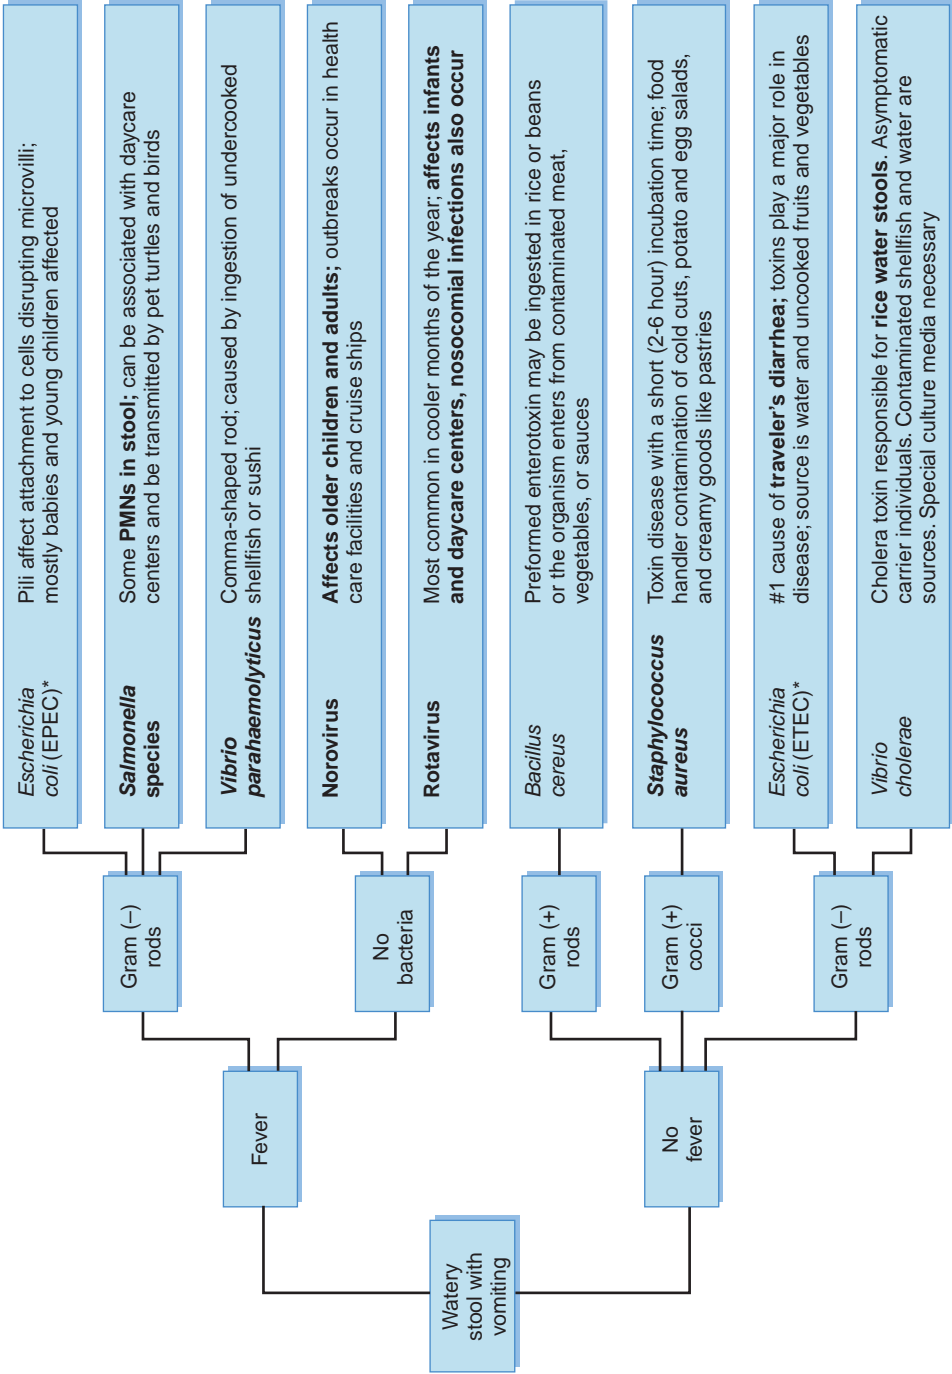 Watery
stool with
vomiting
Fever
Gram (–)
rods
Escherichia
coli (EPEC)*
Pili affect attachment to cells disrupting microvilli;
mostly babies and young children affected
Salmonella
species
Some PMNs in stool; can be associated with daycare
centers and be transmitted by pet turtles and birds
Vibrio
parahaemolyticus
Comma-shaped rod; caused by ingestion of undercooked
shellfish or sushi
No
bacteria
Norovirus
Affects older children and adults; outbreaks occur in health
care facilities and cruise ships
Rotavirus
Most common in cooler months of the year; affects infants
and daycare centers, nosocomial infections also occur
No
fever
Gram (+)
rods
Bacillus
cereus
Preformed enterotoxin may be ingested in rice or beans
or the organism enters from contaminated meat,
vegetables, or sauces
Gram (+)
cocci
Staphylococcus
aureus
Toxin disease with a short (2-6 hour) incubation time; food
handler contamination of cold cuts, potato and egg salads,
and creamy goods like pastries
Gram (–)
rods
Escherichia
coli (ETEC)*
#1 cause of traveler’s diarrhea; toxins play a major role in
disease; source is water and uncooked fruits and vegetables
Vibrio
cholerae
Cholera toxin responsible for rice water stools. Asymptomatic
carrier individuals. Contaminated shellfish and water are
sources. Special culture media necessary